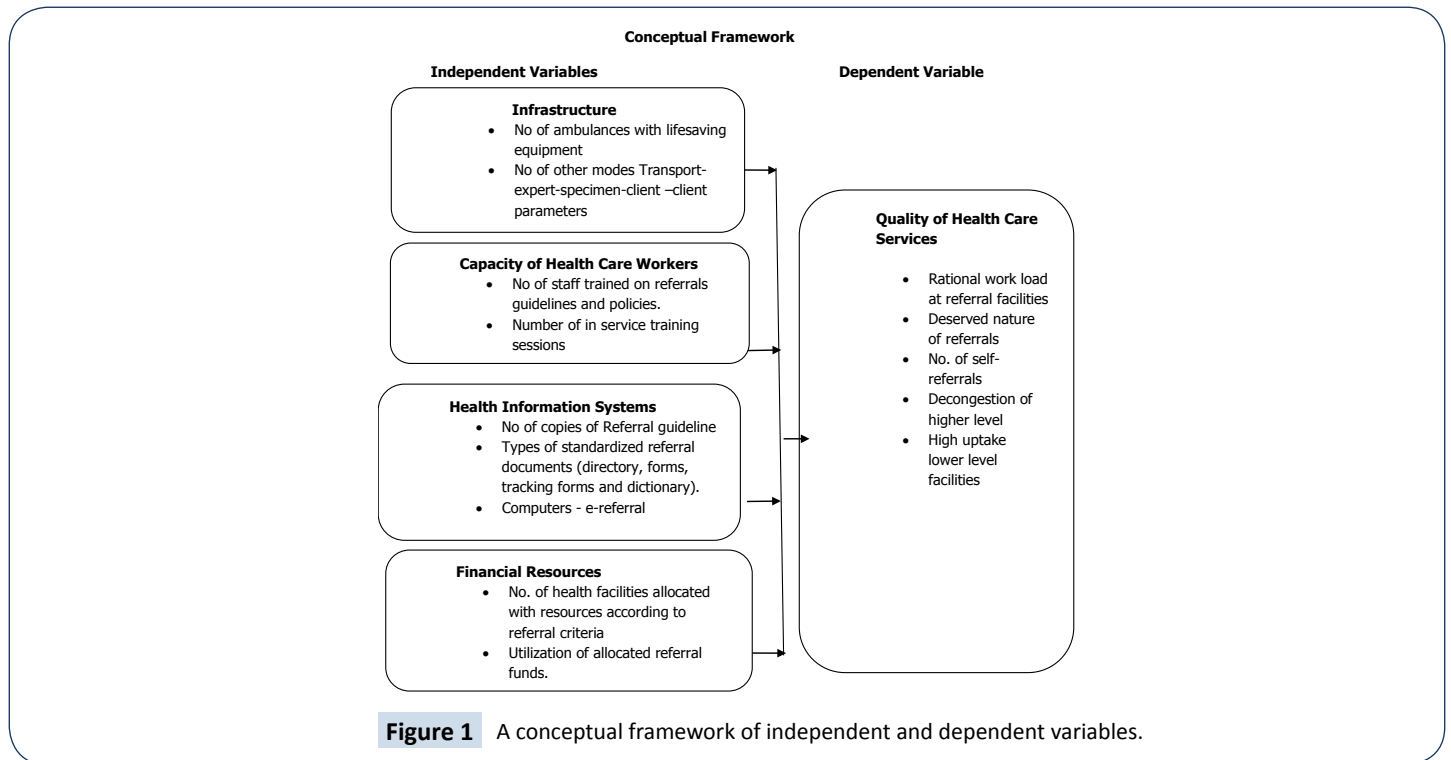 Conceptual Framework
Independent Variables
Dependent Variable
Infrastructure
• No of ambulances with lifesaving
equipment
• No of other modes Transport-
expert-specimen-client –client
parameters
Capacity of Health Care Workers
• No of staff trained on referrals
guidelines and policies.
• Number of in service training
sessions
Health Information Systems
• No of copies of Referral guideline
• Types of standardized referral
documents (directory, forms,
tracking forms and dictionary).
• Computers - e-referral
Financial Resources
• No. of health facilities allocated
with resources according to
referral criteria
• Utilization of allocated referral
funds.
Quality of Health Care
Services
• Rational work load
at referral facilities
• Deserved nature
of referrals
• No. of self-
referrals
• Decongestion of
higher level
• High uptake
lower level
facilities
Figure 1 A conceptual framework of independent and dependent variables.